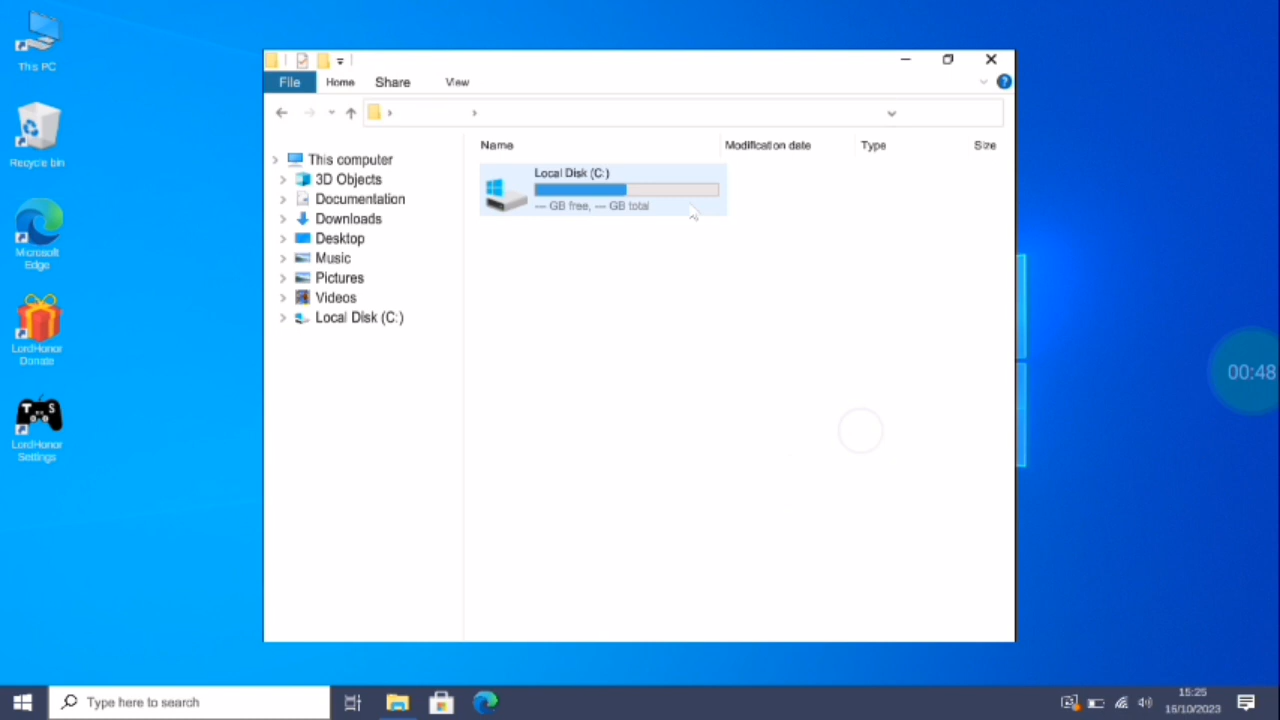 This PC
Recycle bin
Microsoft
Edge
LordHonor
Donate
LordHonor
Settings
File Home Share View
Name Modification date Type Size
This computer
3D Objects
Documentation
Downloads
Desktop
Music
Pictures
Videos
Local Disk (C:)
Local Disk (C:)
--- GB free, --- GB total
00:48
Type here to search
15:25
15/10/2023